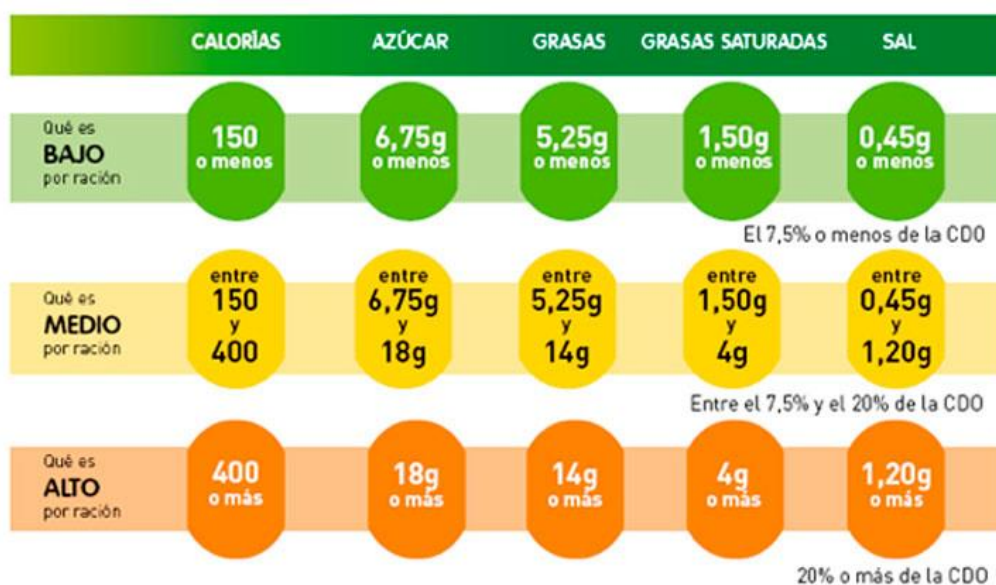 CALORÍAS AZÚCAR GRASAS GRASAS SATURADAS SAL
Qué es
BAJO
por ración
150
o menos
6,75g
o menos
5,25g
o menos
1,50g
o menos
0,45g
o menos
El 7,5% o menos de la CDO
Qué es
MEDIO
por ración
entre
150
y
400
entre
6,75g
y
18g
entre
5,25g
y
14g
entre
1,50g
y
4g
entre
0,45g
y
1,20g
Entre el 7,5% y el 20% de la CDO
Qué es
ALTO
por ración
400
o más
18g
o más
14g
o más
4g
o más
1,20g
o más
20% o más de la CDO